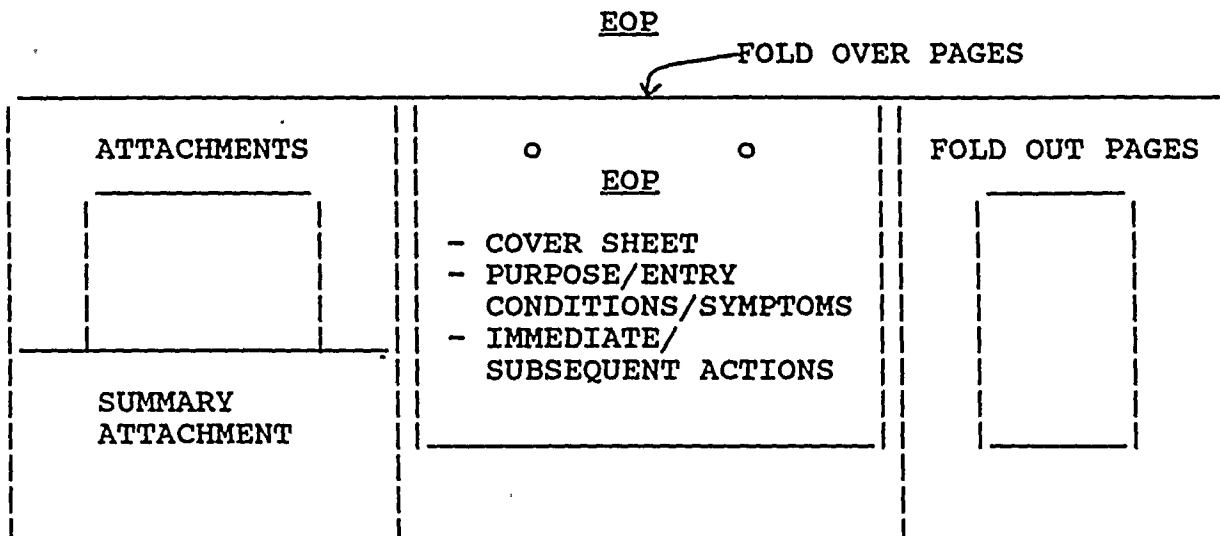 EOP
FOLD OVER PAGES
ATTACHMENTS
SUMMARY
ATTACHMENT
EOP
- COVER SHEET
- PURPOSE/ENTRY
CONDITIONS/SYMPTOMS
- IMMEDIATE/
SUBSEQUENT ACTIONS
FOLD OUT PAGES